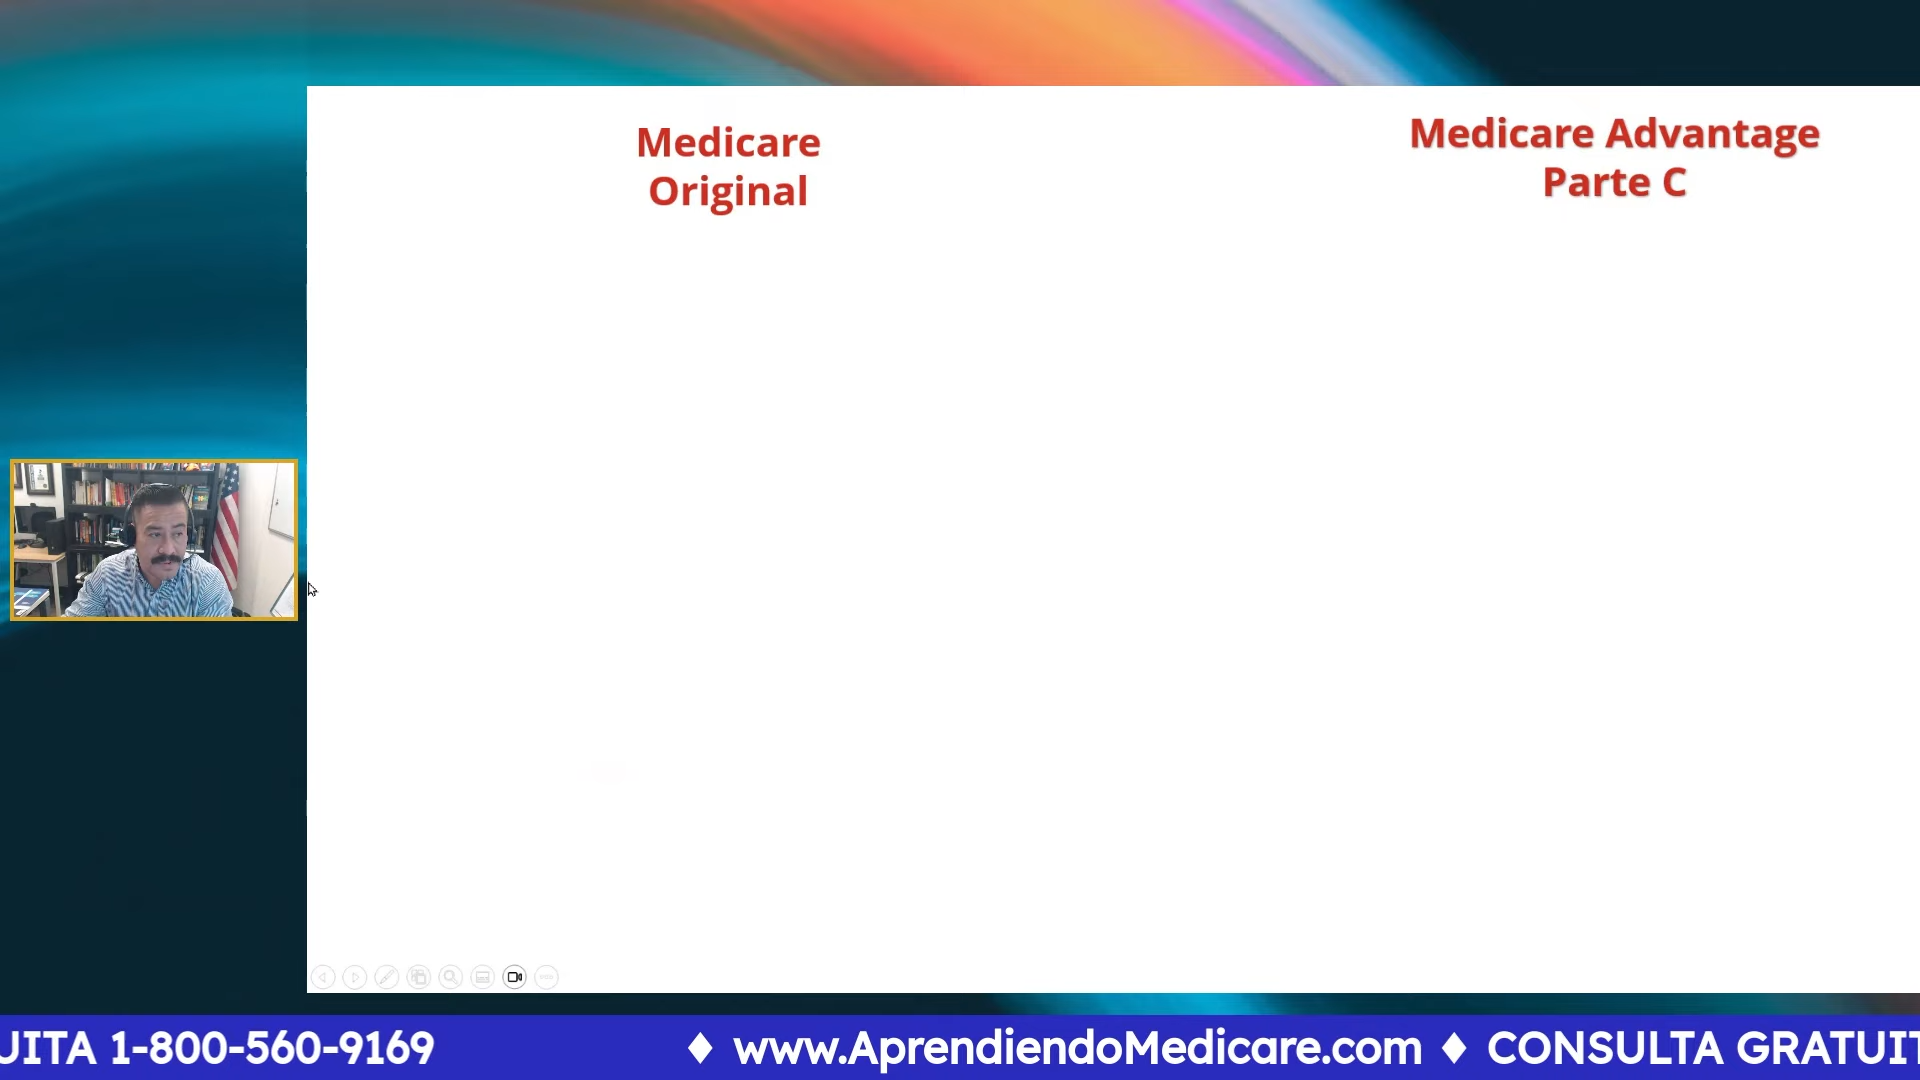 Medicare
Original
Medicare Advantage
Parte C
UITA 1-800-560-9169 ♦ www.AprendiendoMedicare.com ♦ CONSULTA GRATUIT